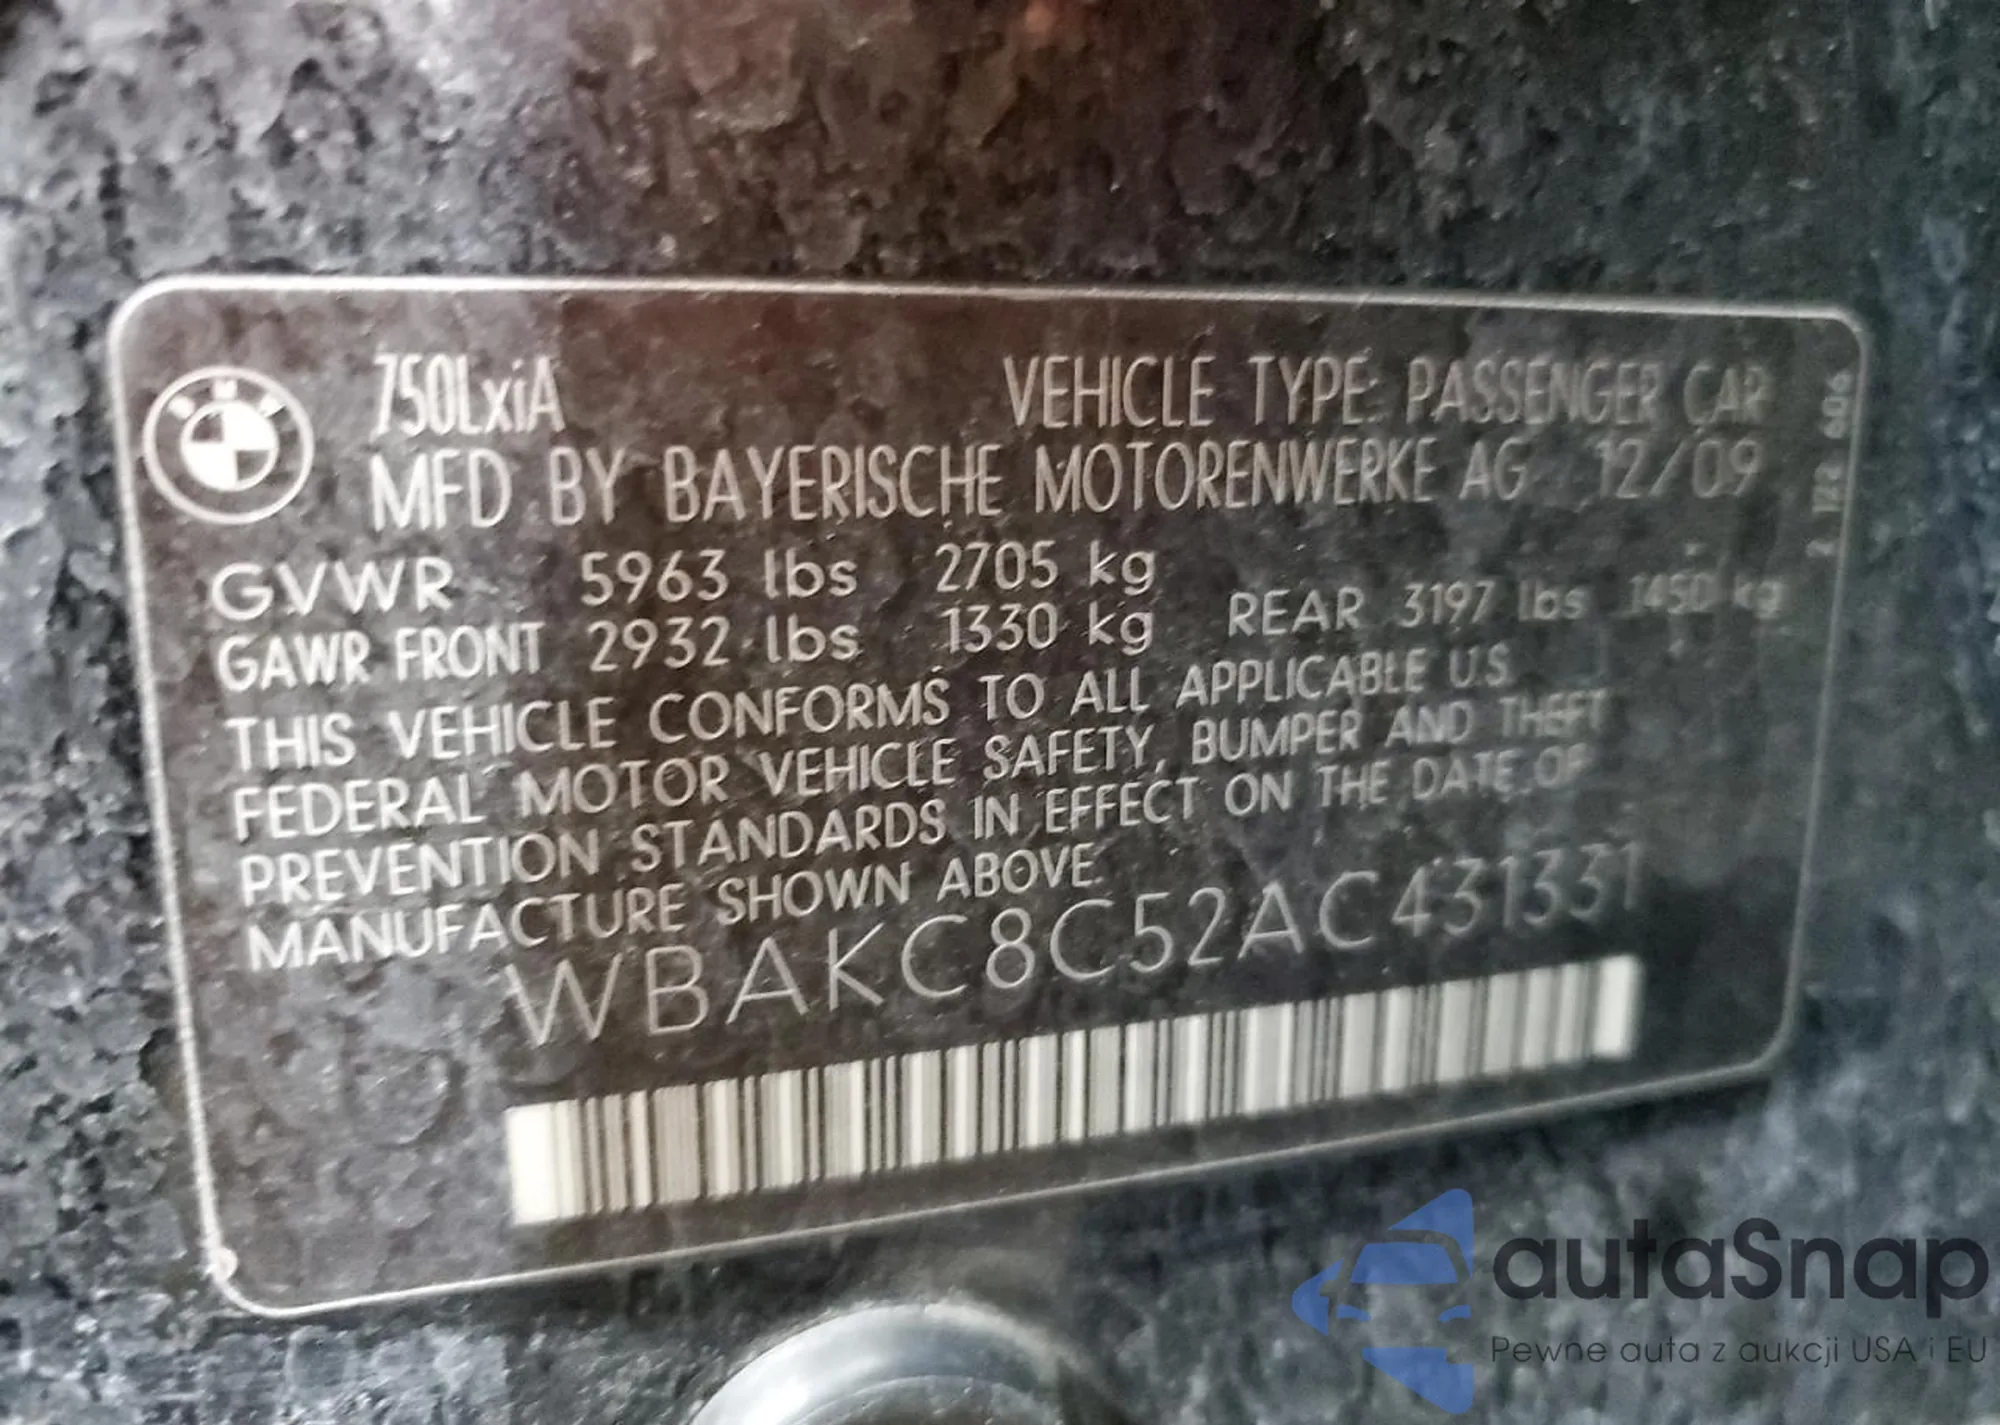 BMW
750LxiA
VEHICLE TYPE: PASSENGER CAR
MFD BY BAYERISCHE MOTORENWERKE AG 12/09
GVWR 5963 lbs 2705 kg
GAWR FRONT 2932 lbs 1330 kg REAR 3197 lbs 1450 kg
THIS VEHICLE CONFORMS TO ALL APPLICABLE U.S.
FEDERAL MOTOR VEHICLE SAFETY, BUMPER AND THEFT
PREVENTION STANDARDS IN EFFECT ON THE DATE OF
MANUFACTURE SHOWN ABOVE.
WBAKC8C52AC431331
autaSnap
Pewne auta z aukcji USA i EU